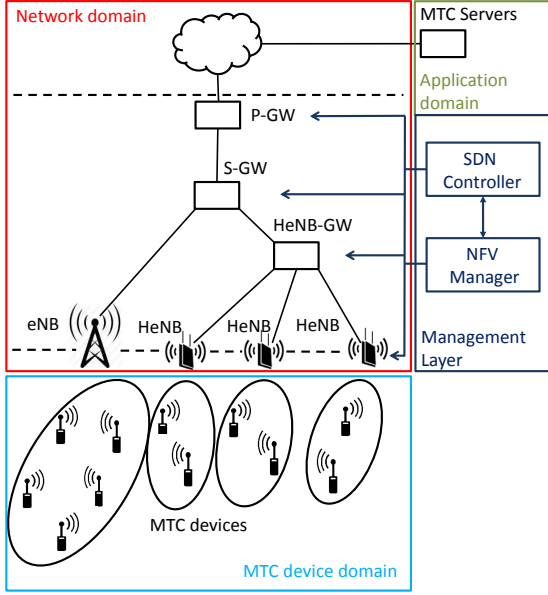 Network domain
MTC Servers
Application
domain
P-GW
S-GW
SDN
Controller
HeNB-GW
NFV
Manager
eNB
HeNB
HeNB
HeNB
Management
Layer
MTC devices
MTC device domain